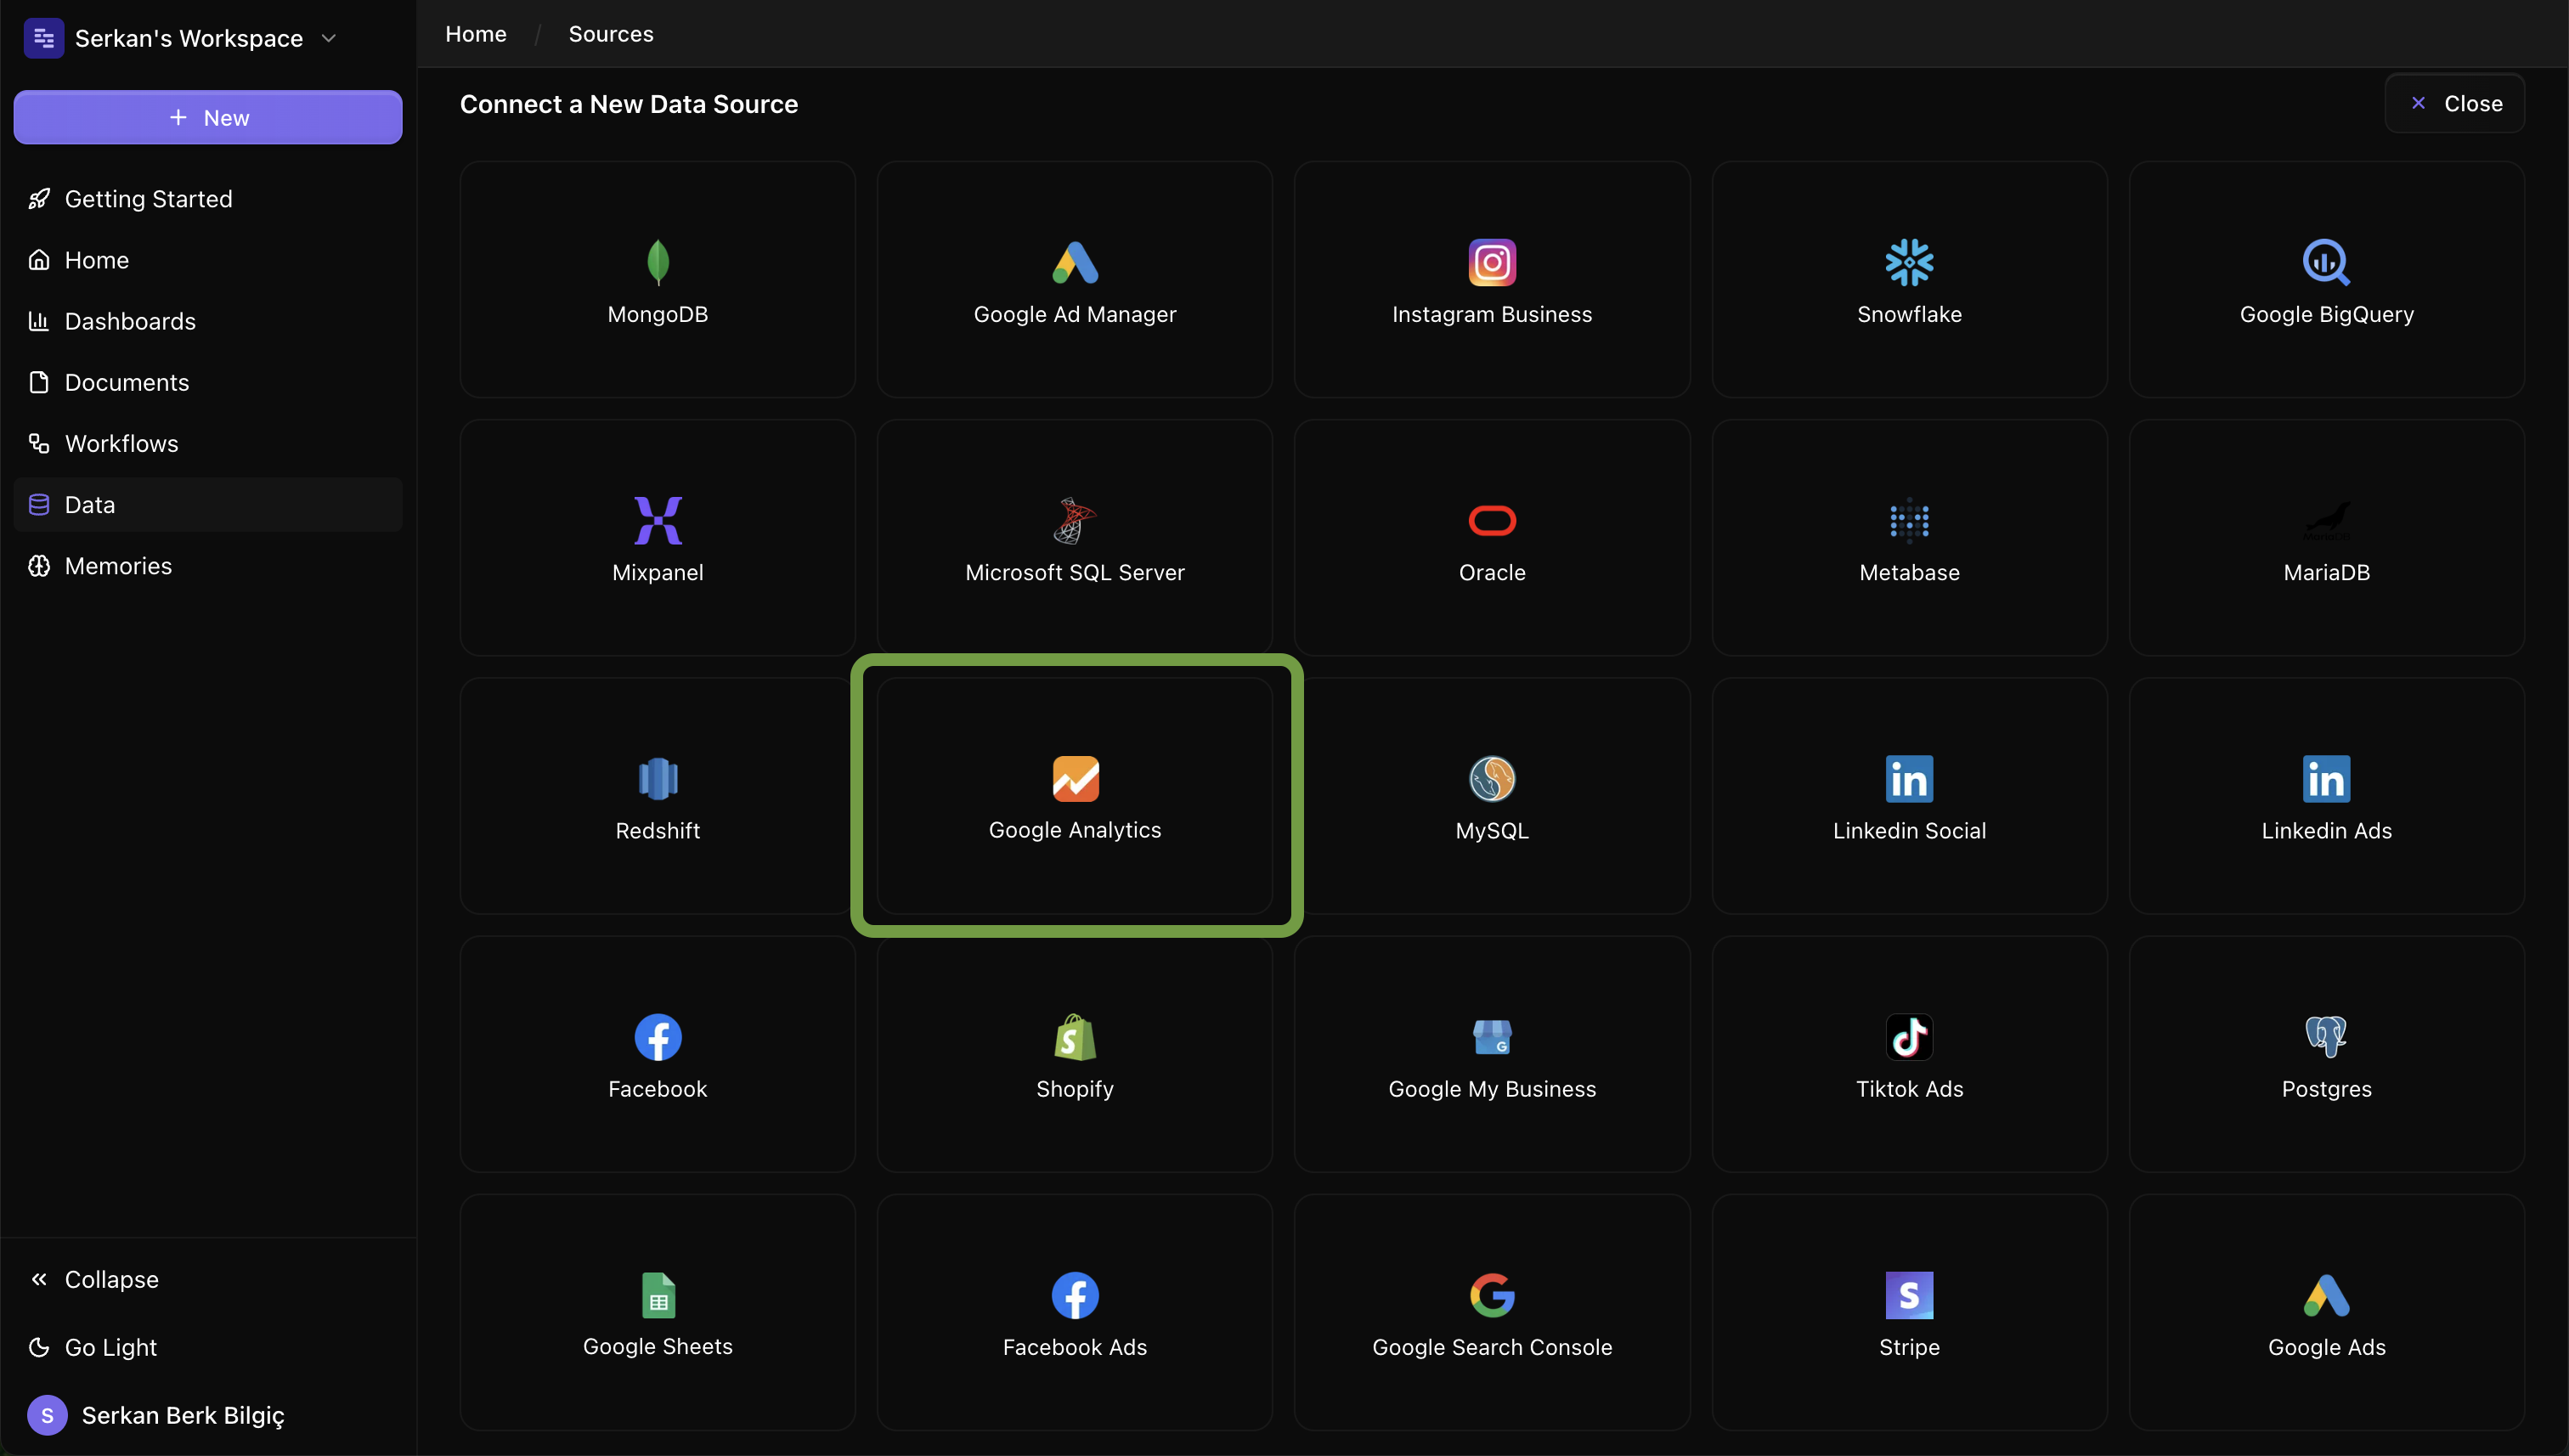 Serkan's Workspace
New
Getting Started
Home
Dashboards
Documents
Workflows
Data
Memories
Collapse
Go Light
S
Serkan Berk Bilgiç
Home / Sources
Connect a New Data Source
Close
MongoDB
Google Ad Manager
Instagram Business
Snowflake
Google BigQuery
Mixpanel
Microsoft SQL Server
Oracle
Metabase
MariaDB
MariaDB
Redshift
Google Analytics
MySQL
in
Linkedin Social
in
Linkedin Ads
Facebook
Shopify
Google My Business
Tiktok Ads
Postgres
Google Sheets
Facebook Ads
Google Search Console
Stripe
Google Ads